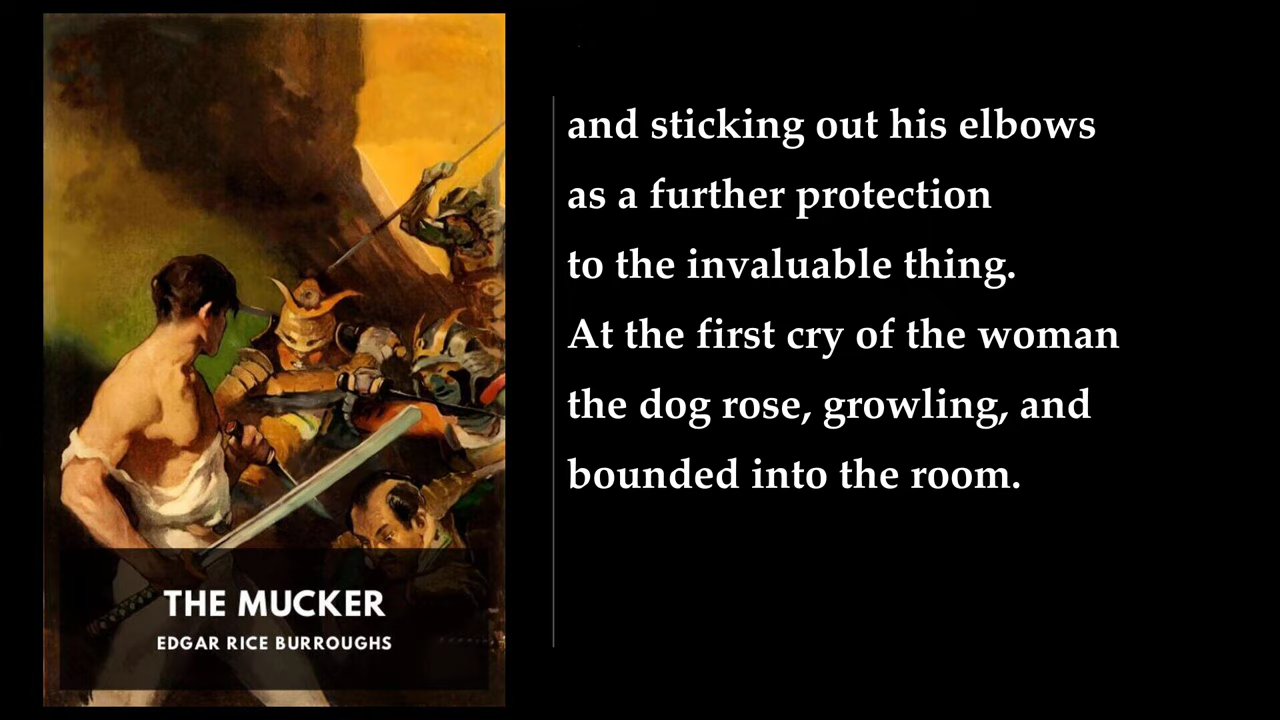 and sticking out his elbows
as a further protection
to the invaluable thing.
At the first cry of the woman
the dog rose, growling, and
bounded into the room.
THE MUCKER
EDGAR RICE BURROUGHS